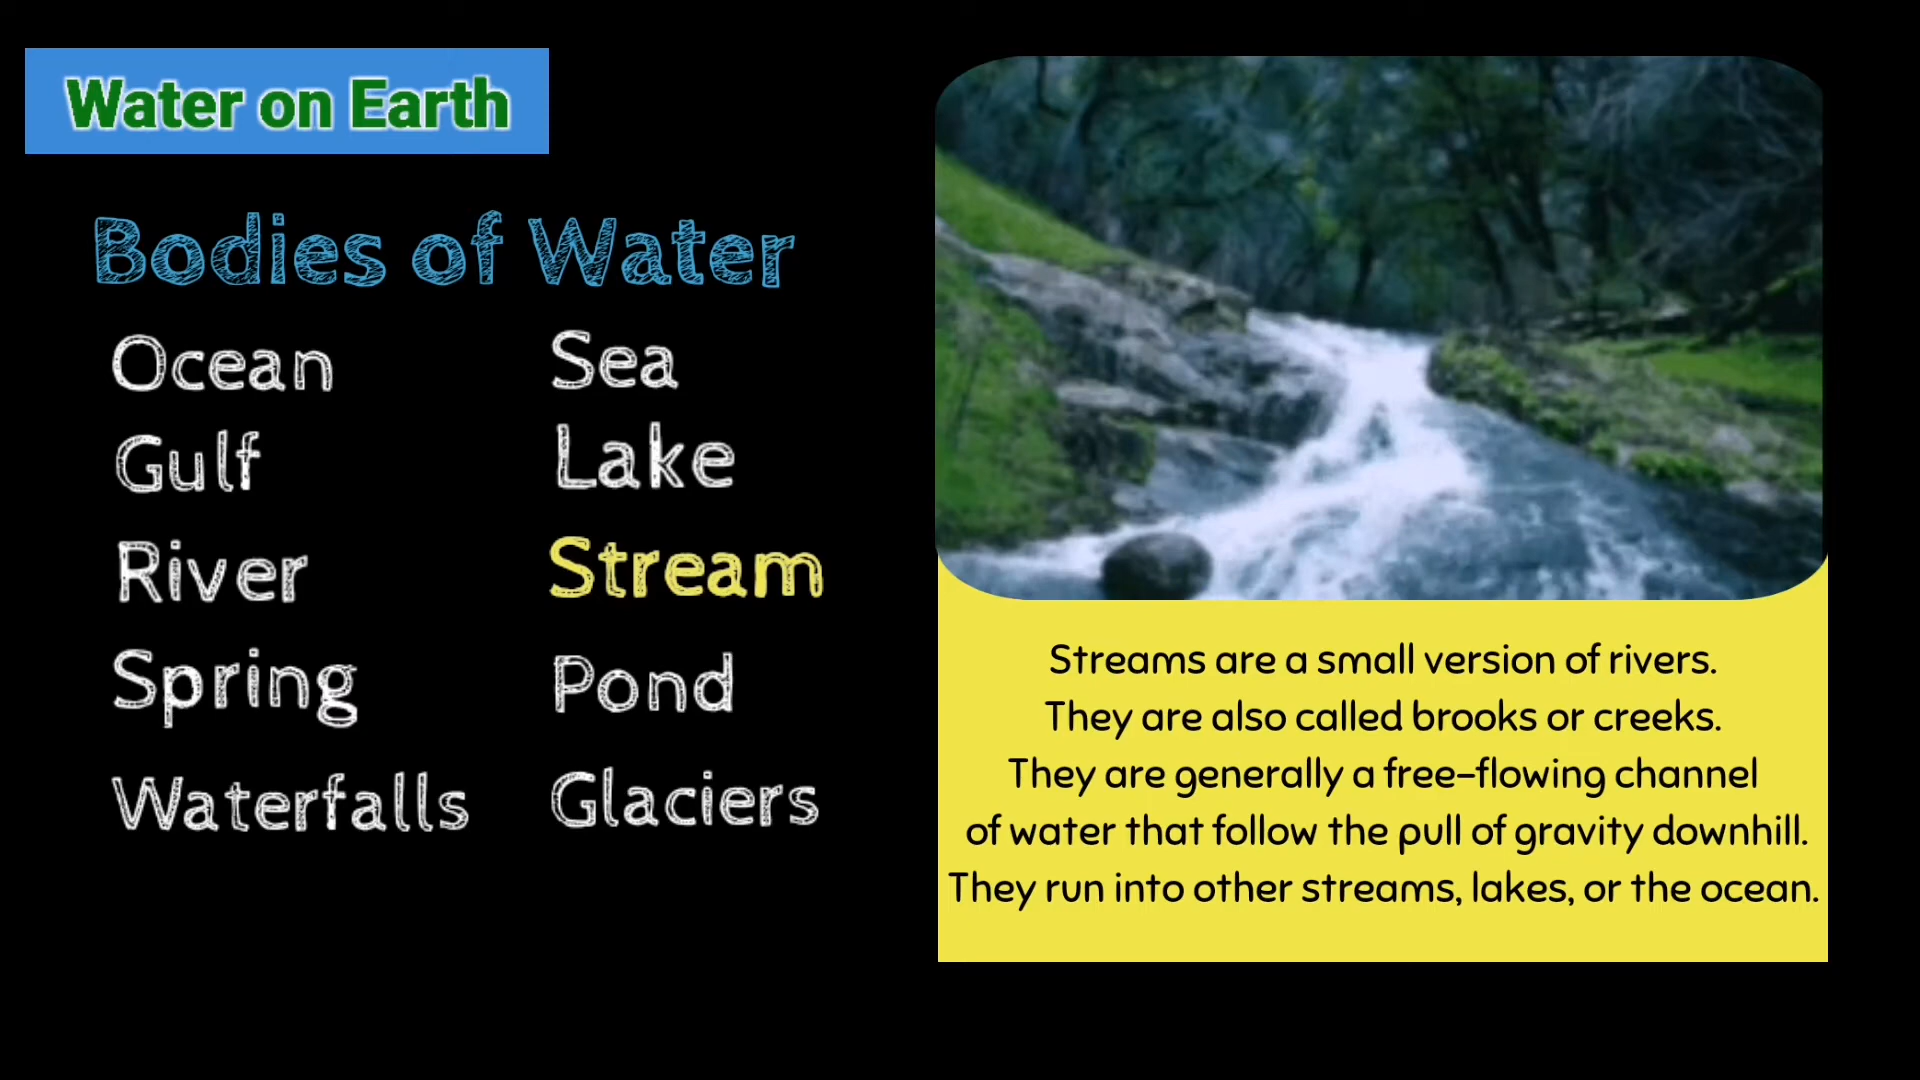 Water on Earth
Bodies of Water
Ocean
Sea
Gulf
Lake
River
Stream
Spring
Pond
Waterfalls
Glaciers
Streams are a small version of rivers.
They are also called brooks or creeks.
They are generally a free-flowing channel
of water that follow the pull of gravity downhill.
They run into other streams, lakes, or the ocean.